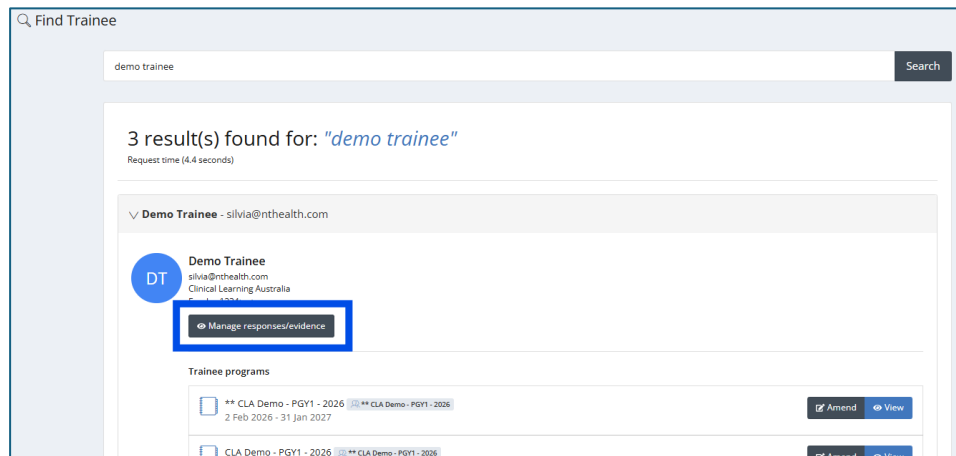 Find Trainee
demo trainee
Search
3 result(s) found for: "demo trainee"
Request time (4.4 seconds)
Demo Trainee - silvia@nthealth.com
DT
Demo Trainee
silvia@nthealth.com
Clinical Learning Australia
Manage responses/evidence
Trainee programs
** CLA Demo - PGY1 - 2026 ** CLA Demo - PGY1 - 2026
2 Feb 2026 - 31 Jan 2027
Amend View
CLA Demo - PGY1 - 2026 ** CLA Demo - PGY1 - 2026
Amend View